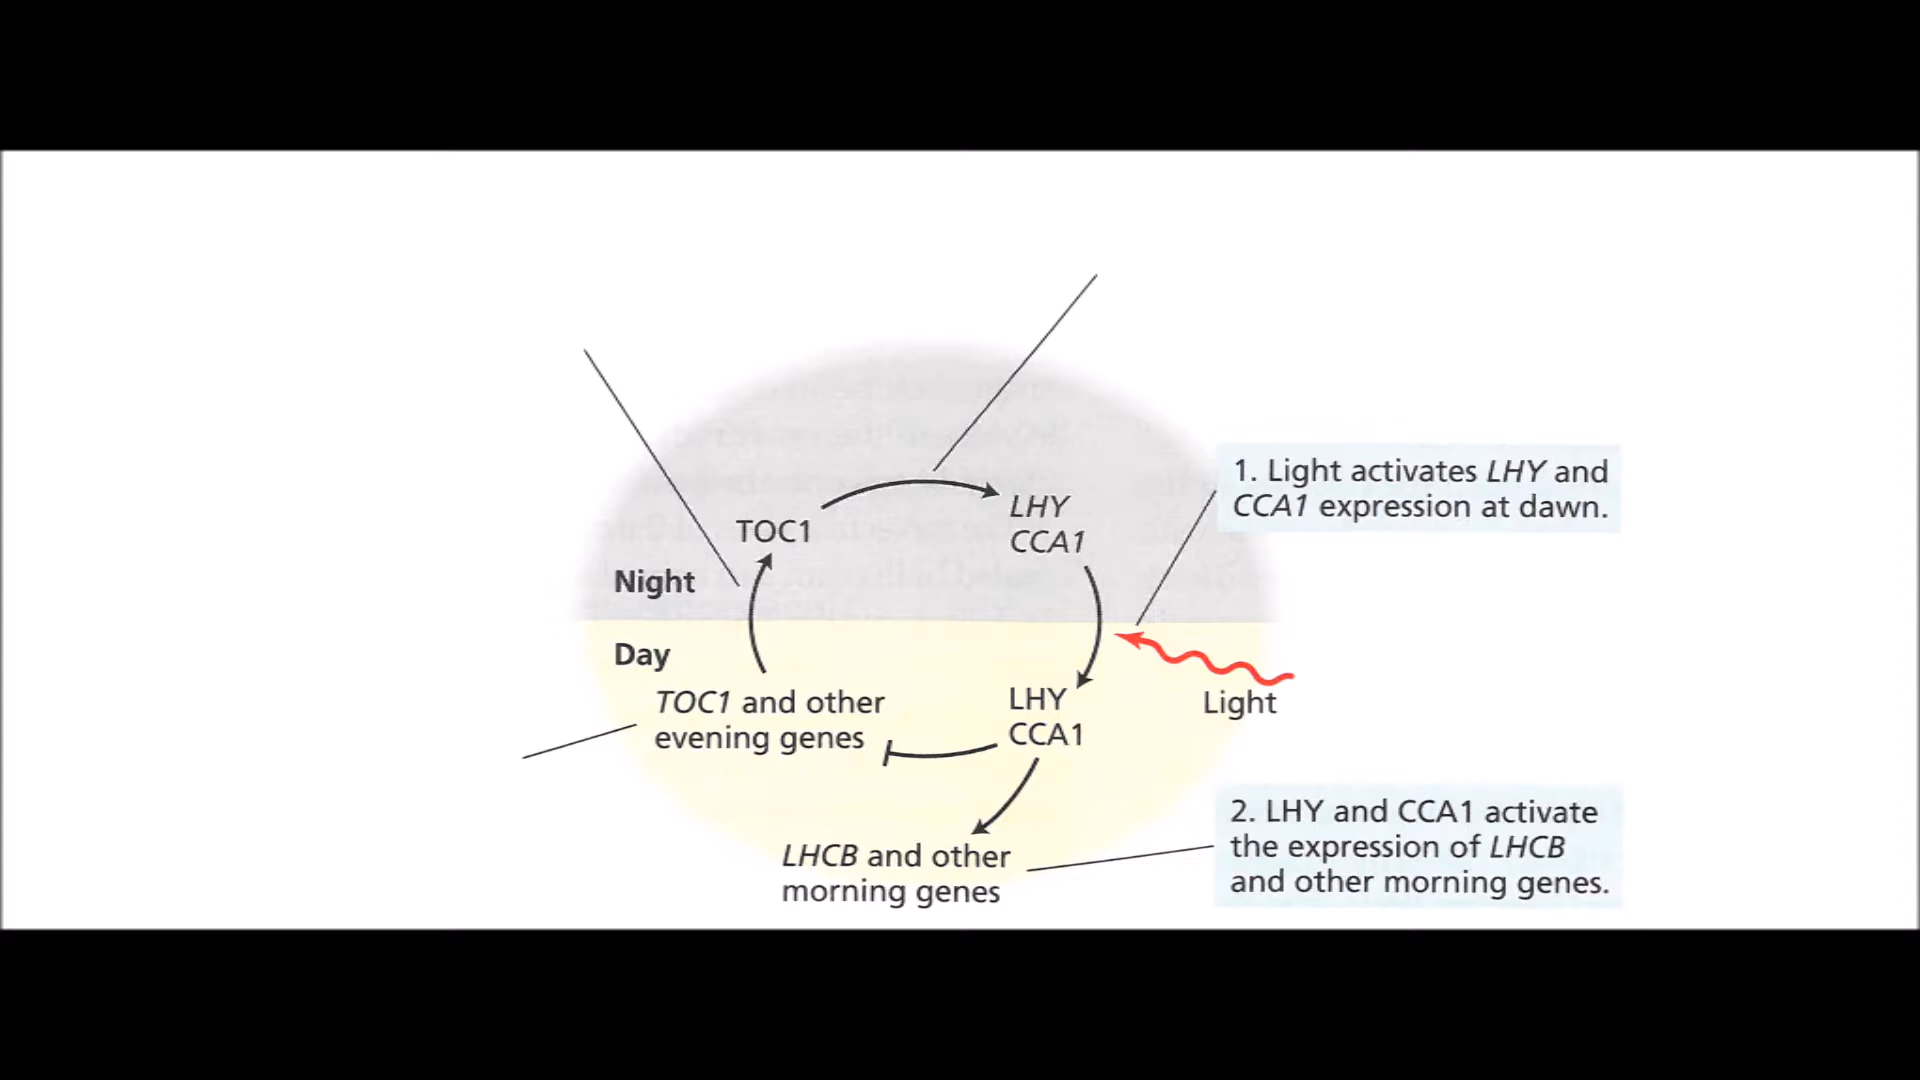 1. Light activates LHY and
CCA1 expression at dawn.
LHY
CCA1
TOC1
Night
Day
TOC1 and other
evening genes
LHY
CCA1
Light
2. LHY and CCA1 activate
the expression of LHCB
and other morning genes.
LHCB and other
morning genes